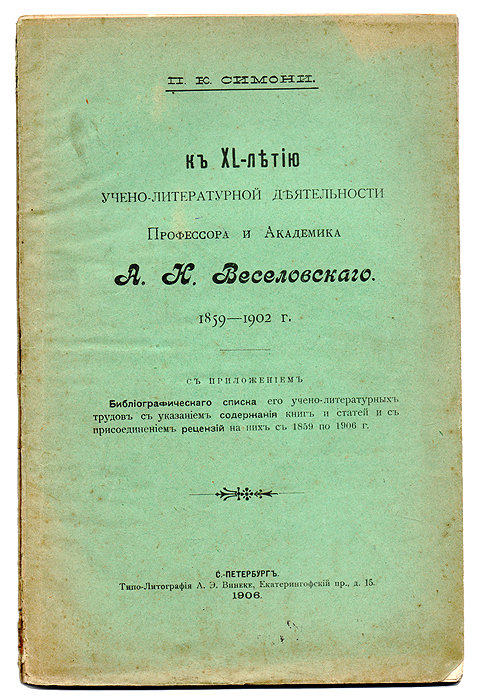 П. К. СИМОНИ.
къ XL-лѣтію
УЧЕНО-ЛИТЕРАТУРНОЙ ДѢЯТЕЛЬНОСТИ
Профессора и Академика
А. Н. Веселовскаго.
1859—1902 г.
СЪ ПРИЛОЖЕНІЕМЪ
Библіографическаго списка его учено-литературныхъ
трудовъ съ указаніемъ содержанія книгъ и статей и съ
присоединеніемъ рецензій на нихъ съ 1859 по 1906 г.
С.-ПЕТЕРБУРГЪ.
Типо-Литографія А. Э. Винеке, Екатерингофскій пр., д. 15.
1906.